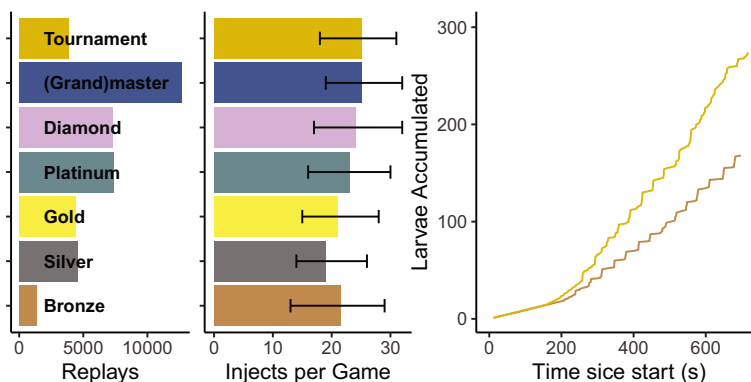 Tournament
(Grand)master
Diamond
Platinum
Gold
Silver
Bronze
0 5000 10000
Replays
0 10 20 30
Injects per Game
Larvae Accumulated
300
200
100
0
0 200 400 600
Time sice start (s)